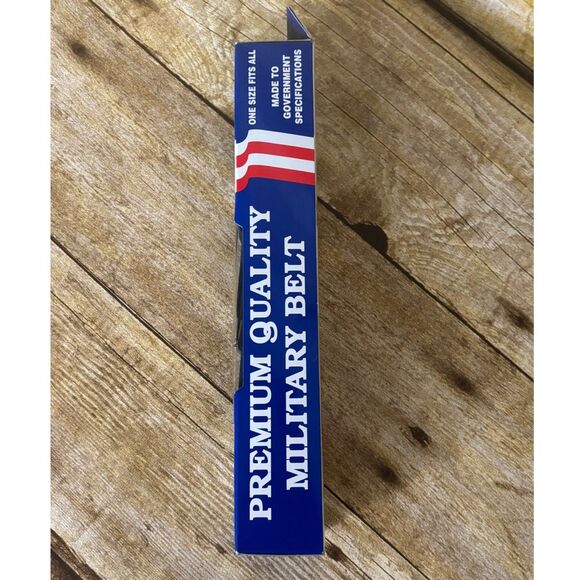 PREMIUM QUALITY
MILITARY BELT
ONE SIZE FITS ALL
MADE TO
GOVERNMENT
SPECIFICATIONS